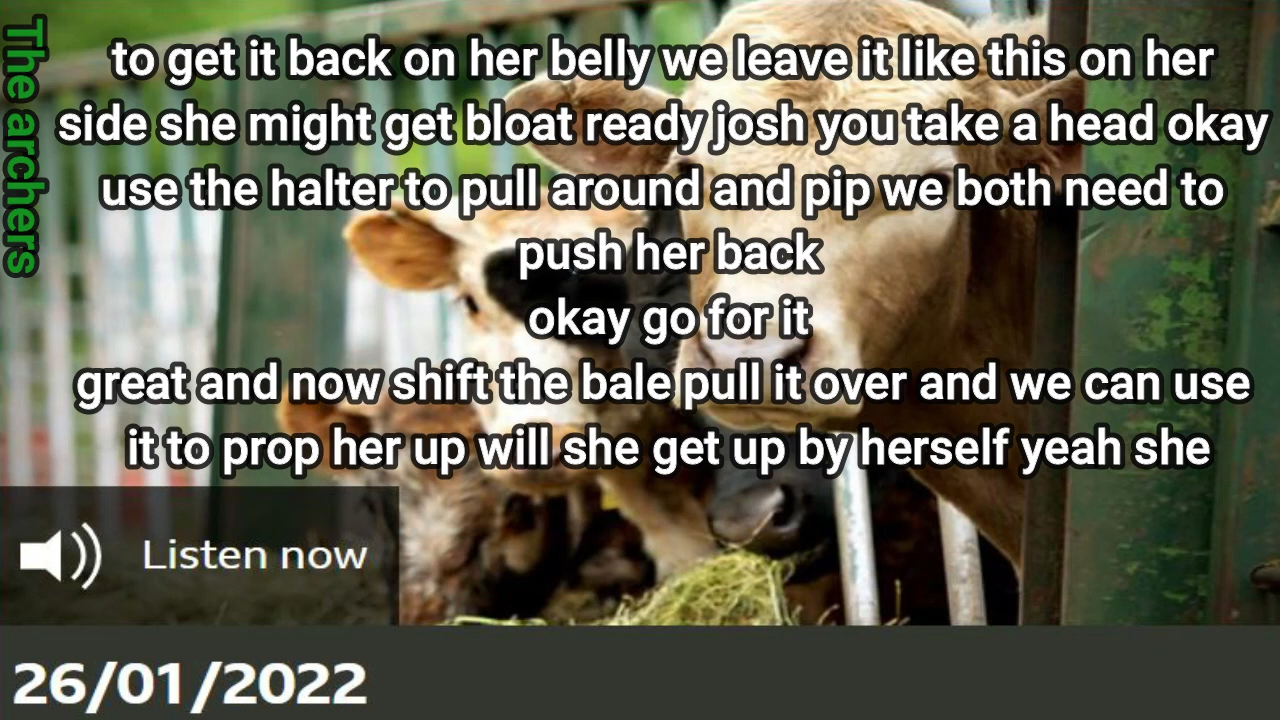 The archers
to get it back on her belly we leave it like this on her
side she might get bloat ready josh you take a head okay
use the halter to pull around and pip we both need to
push her back
okay go for it
great and now shift the bale pull it over and we can use
it to prop her up will she get up by herself yeah she
Listen now
26/01/2022